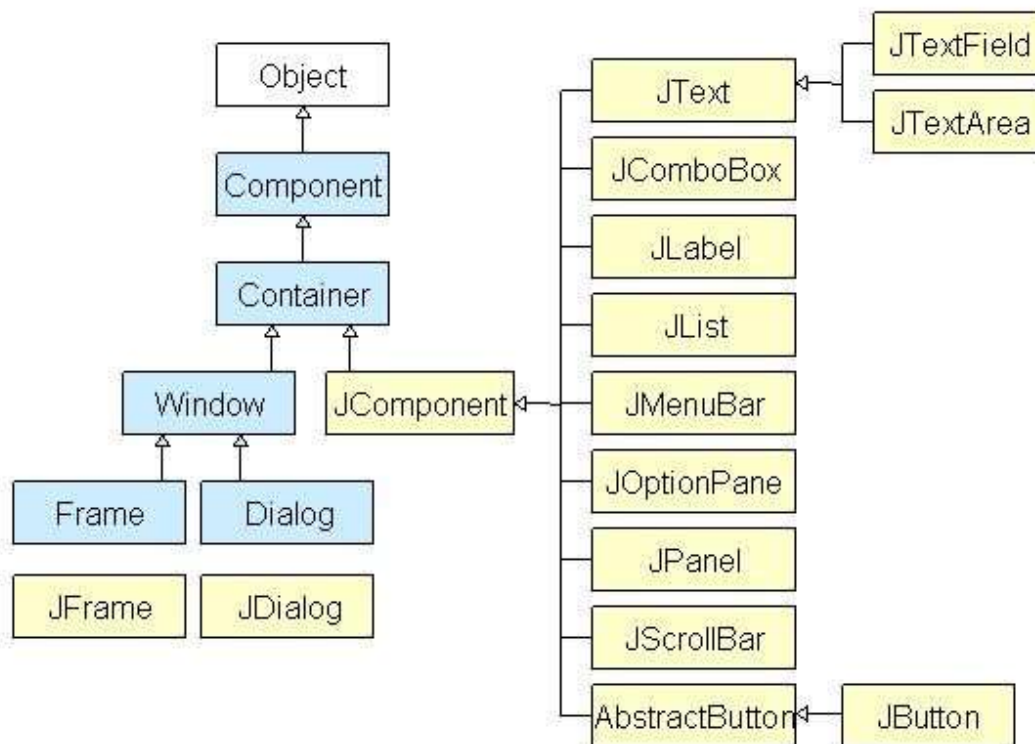 Object
Component
Container
Window
JComponent
Frame
Dialog
JFrame
JDialog
JText
JComboBox
JLabel
JList
JMenuBar
JOptionPane
JPanel
JScrollBar
AbstractButton
JTextField
JTextArea
JButton